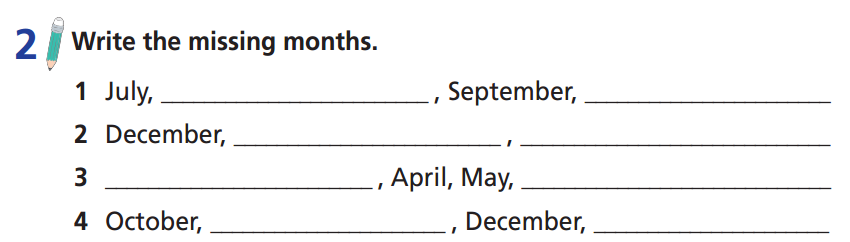 2 Write the missing months.
1 July, ____________________ , September, ____________________
2 December, ____________________ , ____________________
3 ____________________ , April, May, ____________________
4 October, ____________________ , December, ____________________